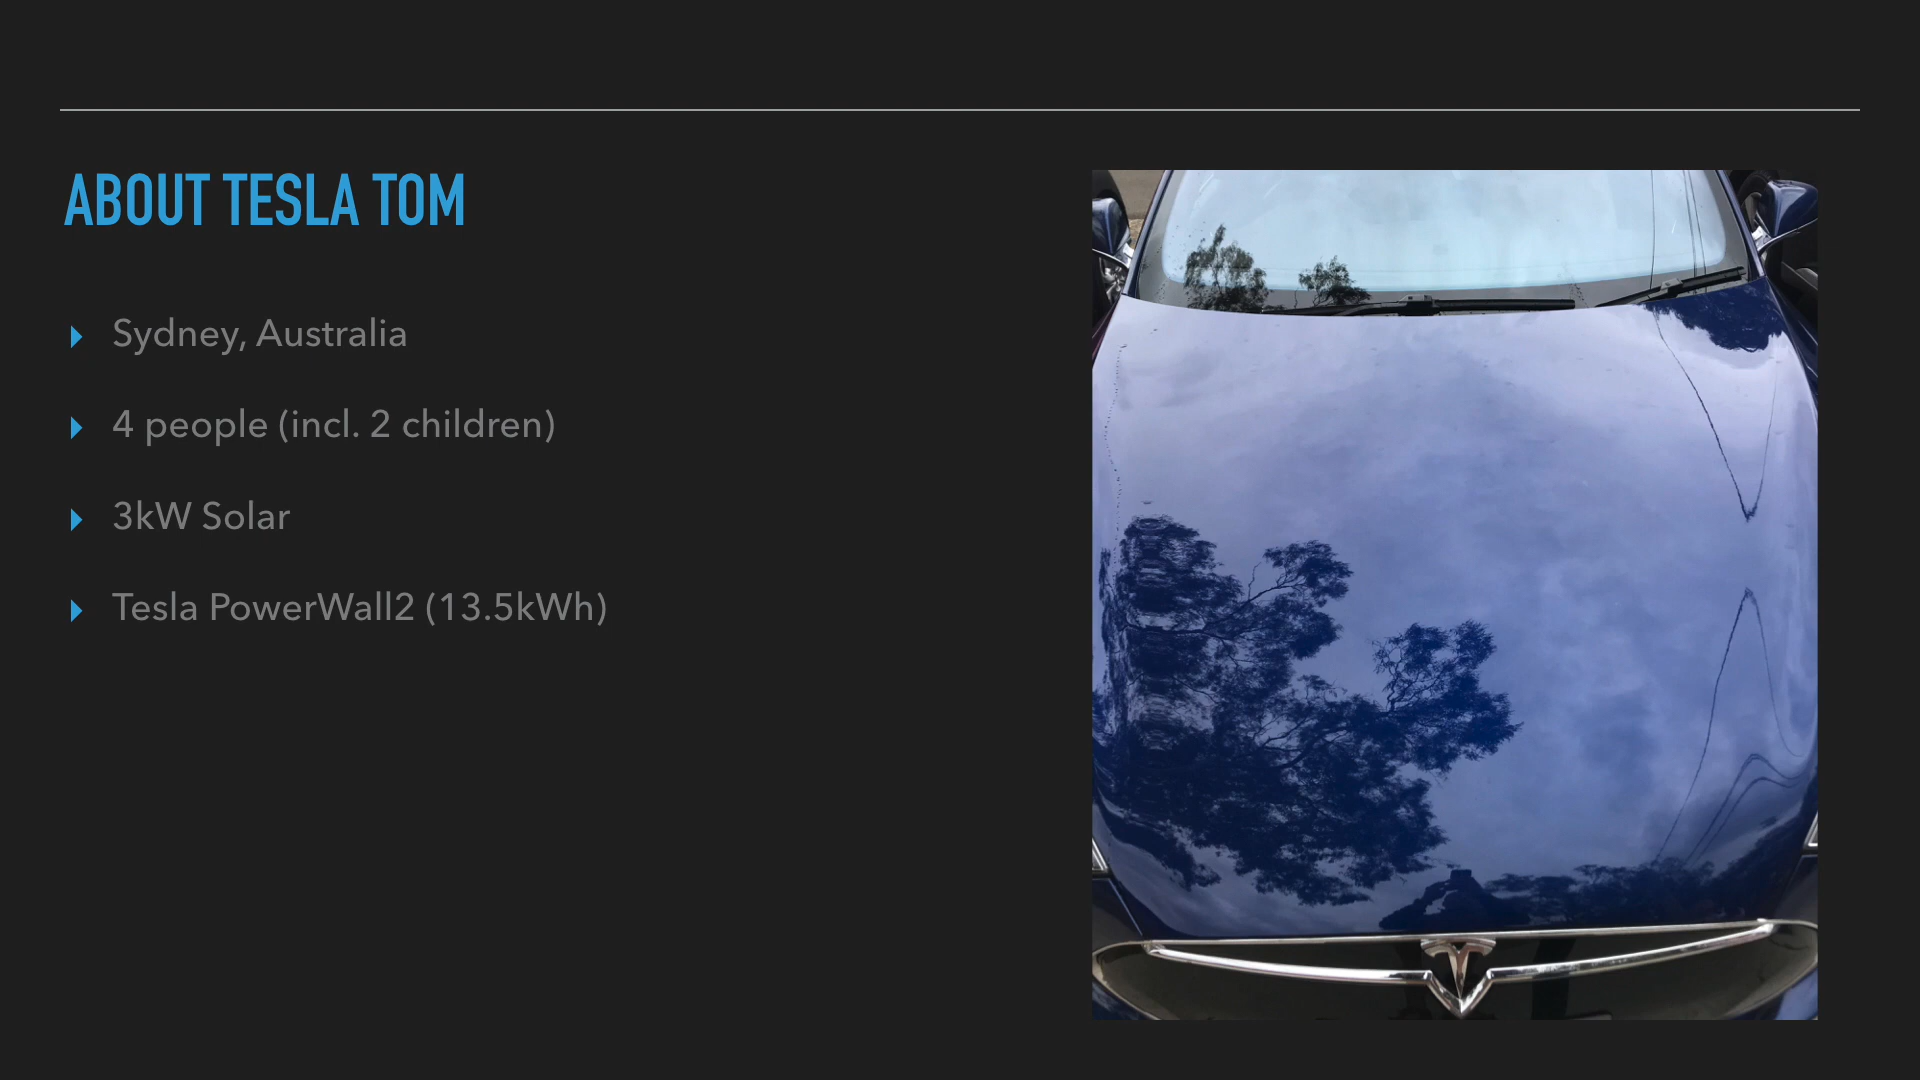 ABOUT TESLA TOM
Sydney, Australia
4 people (incl. 2 children)
3kW Solar
Tesla PowerWall2 (13.5kWh)